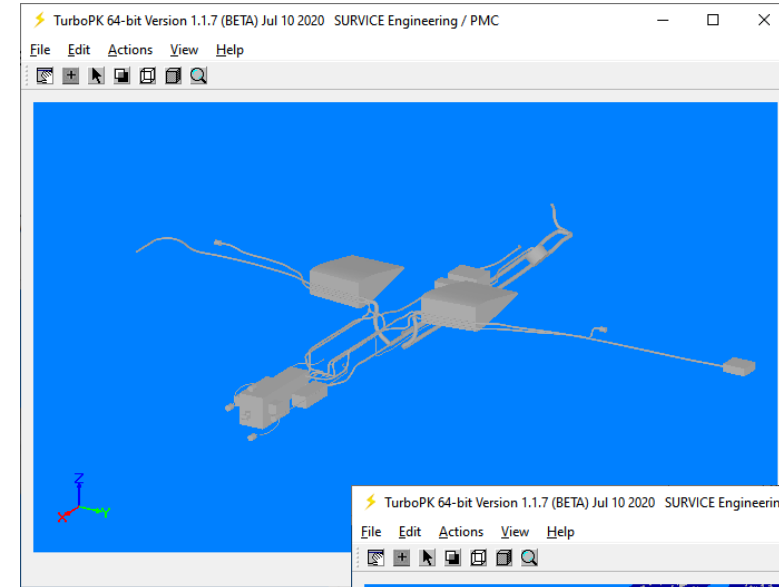 TurboPK 64-bit Version 1.1.7 (BETA) Jul 10 2020 SURVICE Engineering / PMC
File Edit Actions View Help
Z
X
Y
TurboPK 64-bit Version 1.1.7 (BETA) Jul 10 2020 SURVICE Engineerin
File Edit Actions View Help